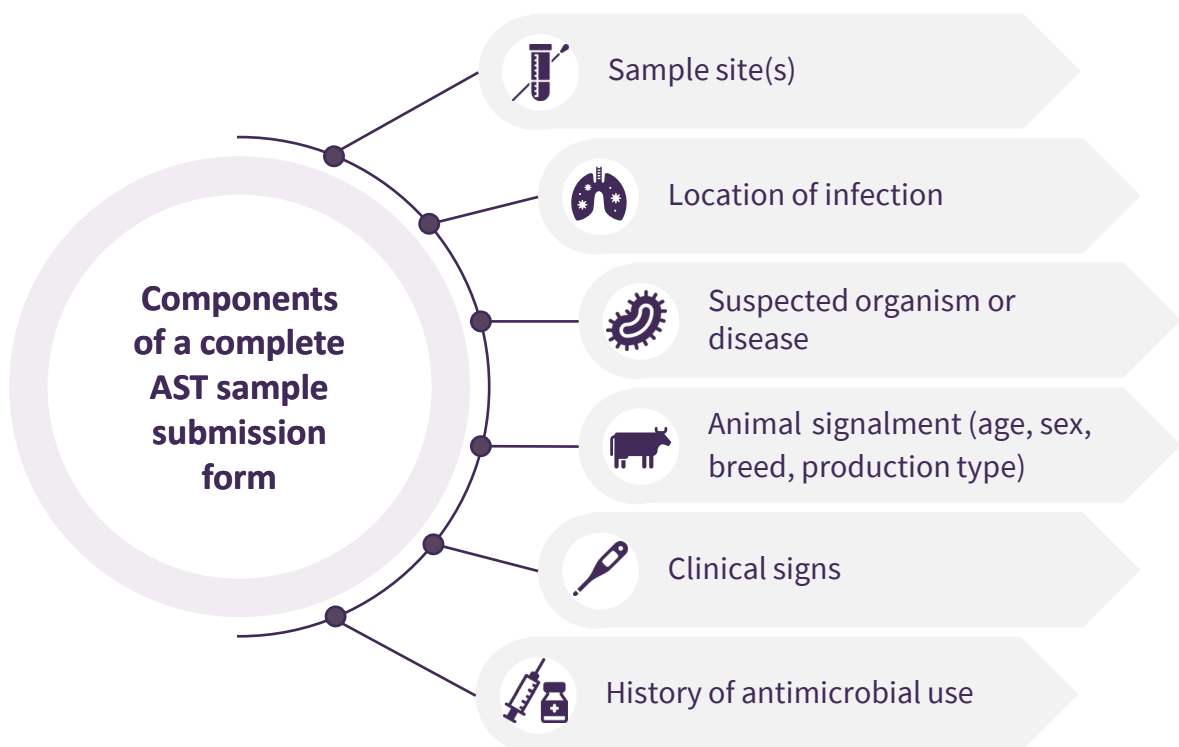 Sample site(s)
Location of infection
Suspected organism or
disease
Components
of a complete
AST sample
submission
form
Animal signalment (age, sex,
breed, production type)
Clinical signs
History of antimicrobial use